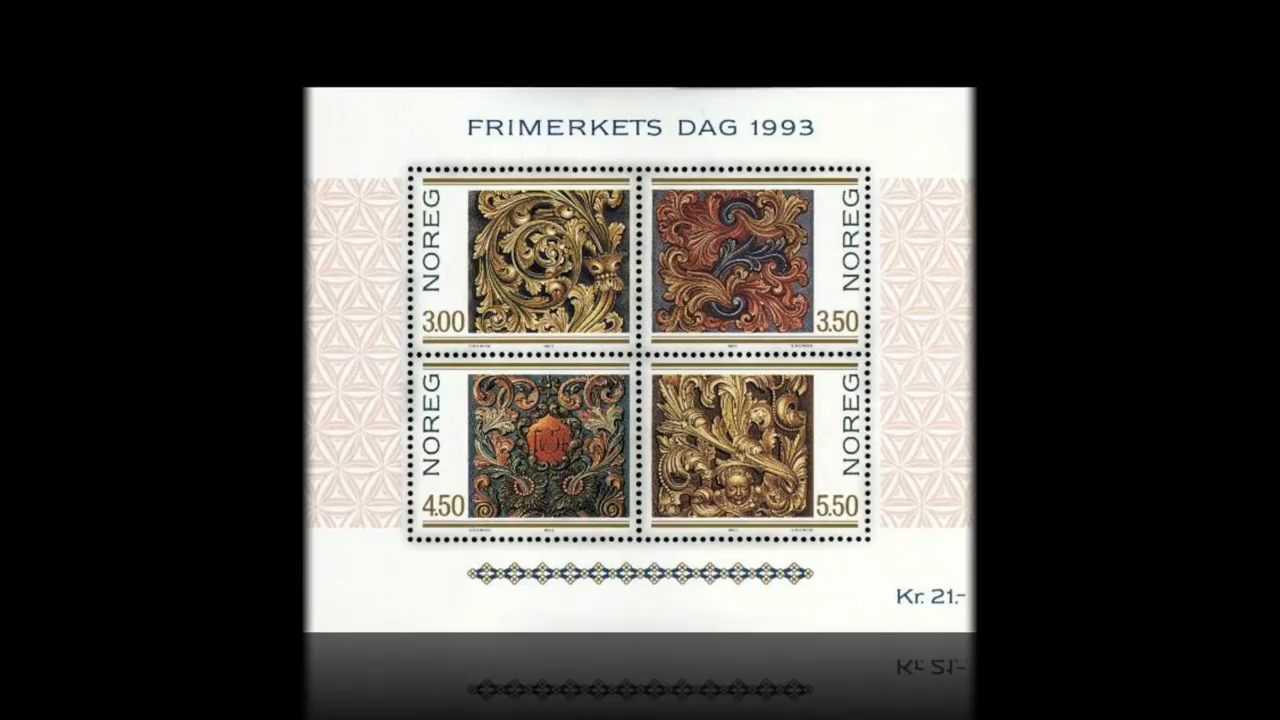 FRIMERKETS DAG 1993
NOREG
3.00
NOREG
3.50
NOREG
4.50
NOREG
5.50
Kr. 21.-